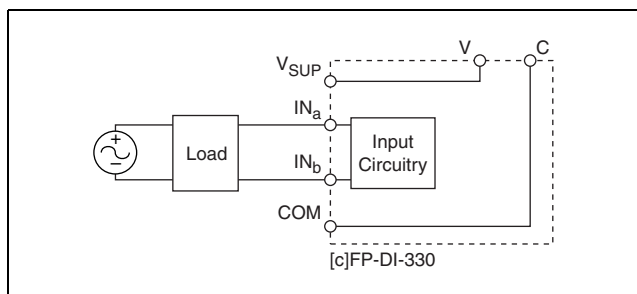 V C
V_SUP
IN_a
+
Load
Input
Circuitry
−
IN_b
COM
[c]FP-DI-330